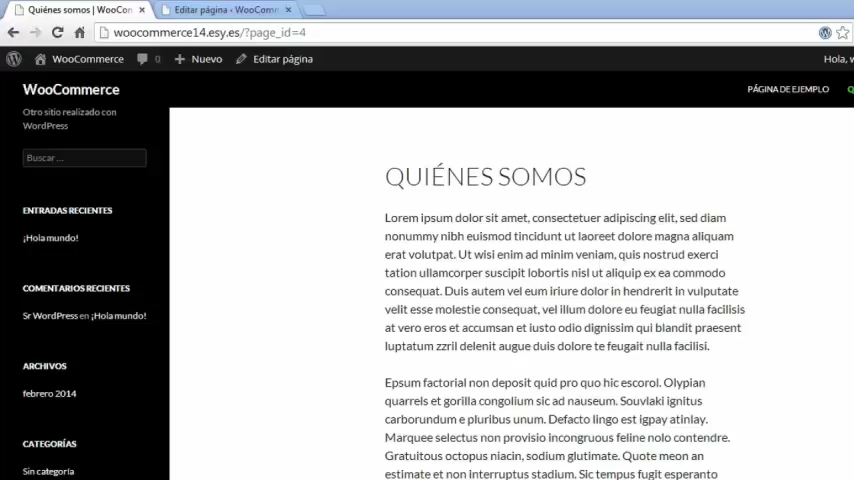 Quiénes somos | WooCon
Editar página ‹ WooComm
woocommerce14.esy.es/?page_id=4
WooCommerce
0
Nuevo
Editar página
Hola, w
WooCommerce
PÁGINA DE EJEMPLO
Q
Otro sitio realizado con
WordPress
Buscar ...
ENTRADAS RECIENTES
¡Hola mundo!
COMENTARIOS RECIENTES
Sr WordPress en ¡Hola mundo!
ARCHIVOS
febrero 2014
CATEGORÍAS
Sin categoría
QUIÉNES SOMOS
Lorem ipsum dolor sit amet, consectetuer adipiscing elit, sed diam
nonummy nibh euismod tincidunt ut laoreet dolore magna aliquam
erat volutpat. Ut wisi enim ad minim veniam, quis nostrud exerci
tation ullamcorper suscipit lobortis nisl ut aliquip ex ea commodo
consequat. Duis autem vel eum iriure dolor in hendrerit in vulputate
velit esse molestie consequat, vel illum dolore eu feugiat nulla facilisis
at vero eros et accumsan et iusto odio dignissim qui blandit praesent
luptatum zzril delenit augue duis dolore te feugait nulla facilisi.
Epsum factorial non deposit quid pro quo hic escorol. Olypian
quarrels et gorilla congolium sic ad nauseum. Souvlaki ignitus
carborundum e pluribus unum. Defacto lingo est igpay atinlay.
Marquee selectus non provisio incongruous feline nolo contendre.
Gratuitous octopus niacin, sodium glutimate. Quote meon an
estimate et non interruptus stadium. Sic tempus fugit esperanto